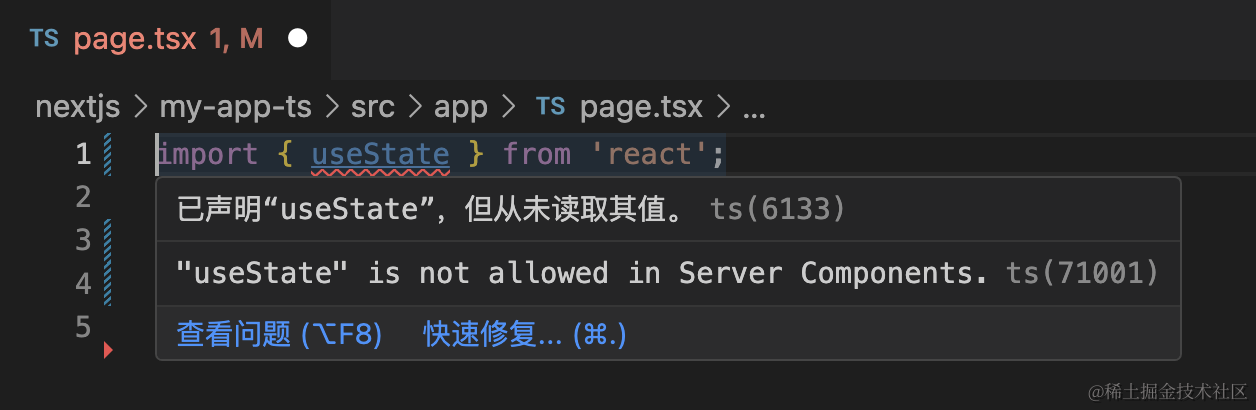 TS page.tsx 1, M
nextjs > my-app-ts > src > app > TS page.tsx > ...
1 import { useState } from 'react';
2
已声明“useState”，但从未读取其值。 ts(6133)
3
"useState" is not allowed in Server Components. ts(71001)
4
5
查看问题 (⌥F8) 快速修复... (⌘.)
@稀土掘金技术社区